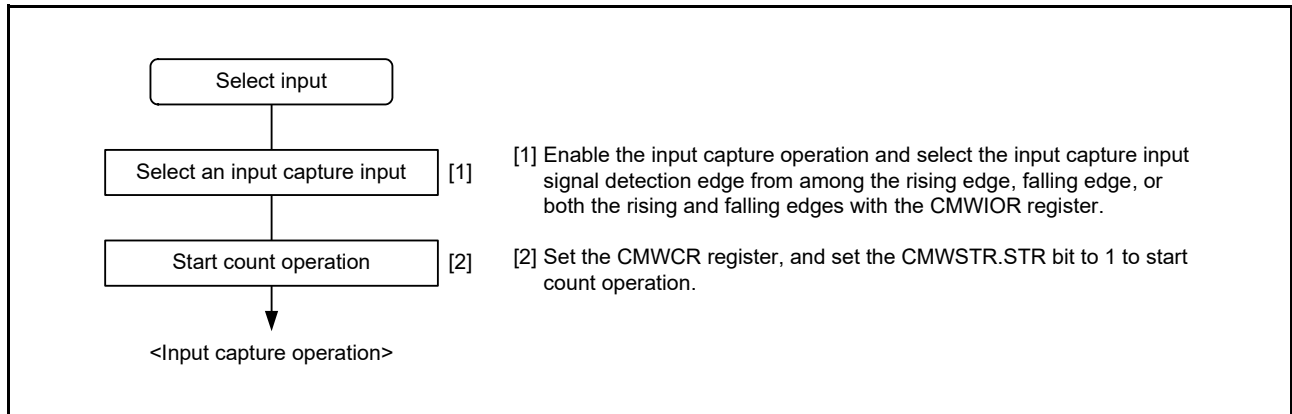 Select input
Select an input capture input [1]
[1] Enable the input capture operation and select the input capture input
signal detection edge from among the rising edge, falling edge, or
both the rising and falling edges with the CMWIOR register.
Start count operation [2]
[2] Set the CMWCR register, and set the CMWSTR.STR bit to 1 to start
count operation.
<Input capture operation>